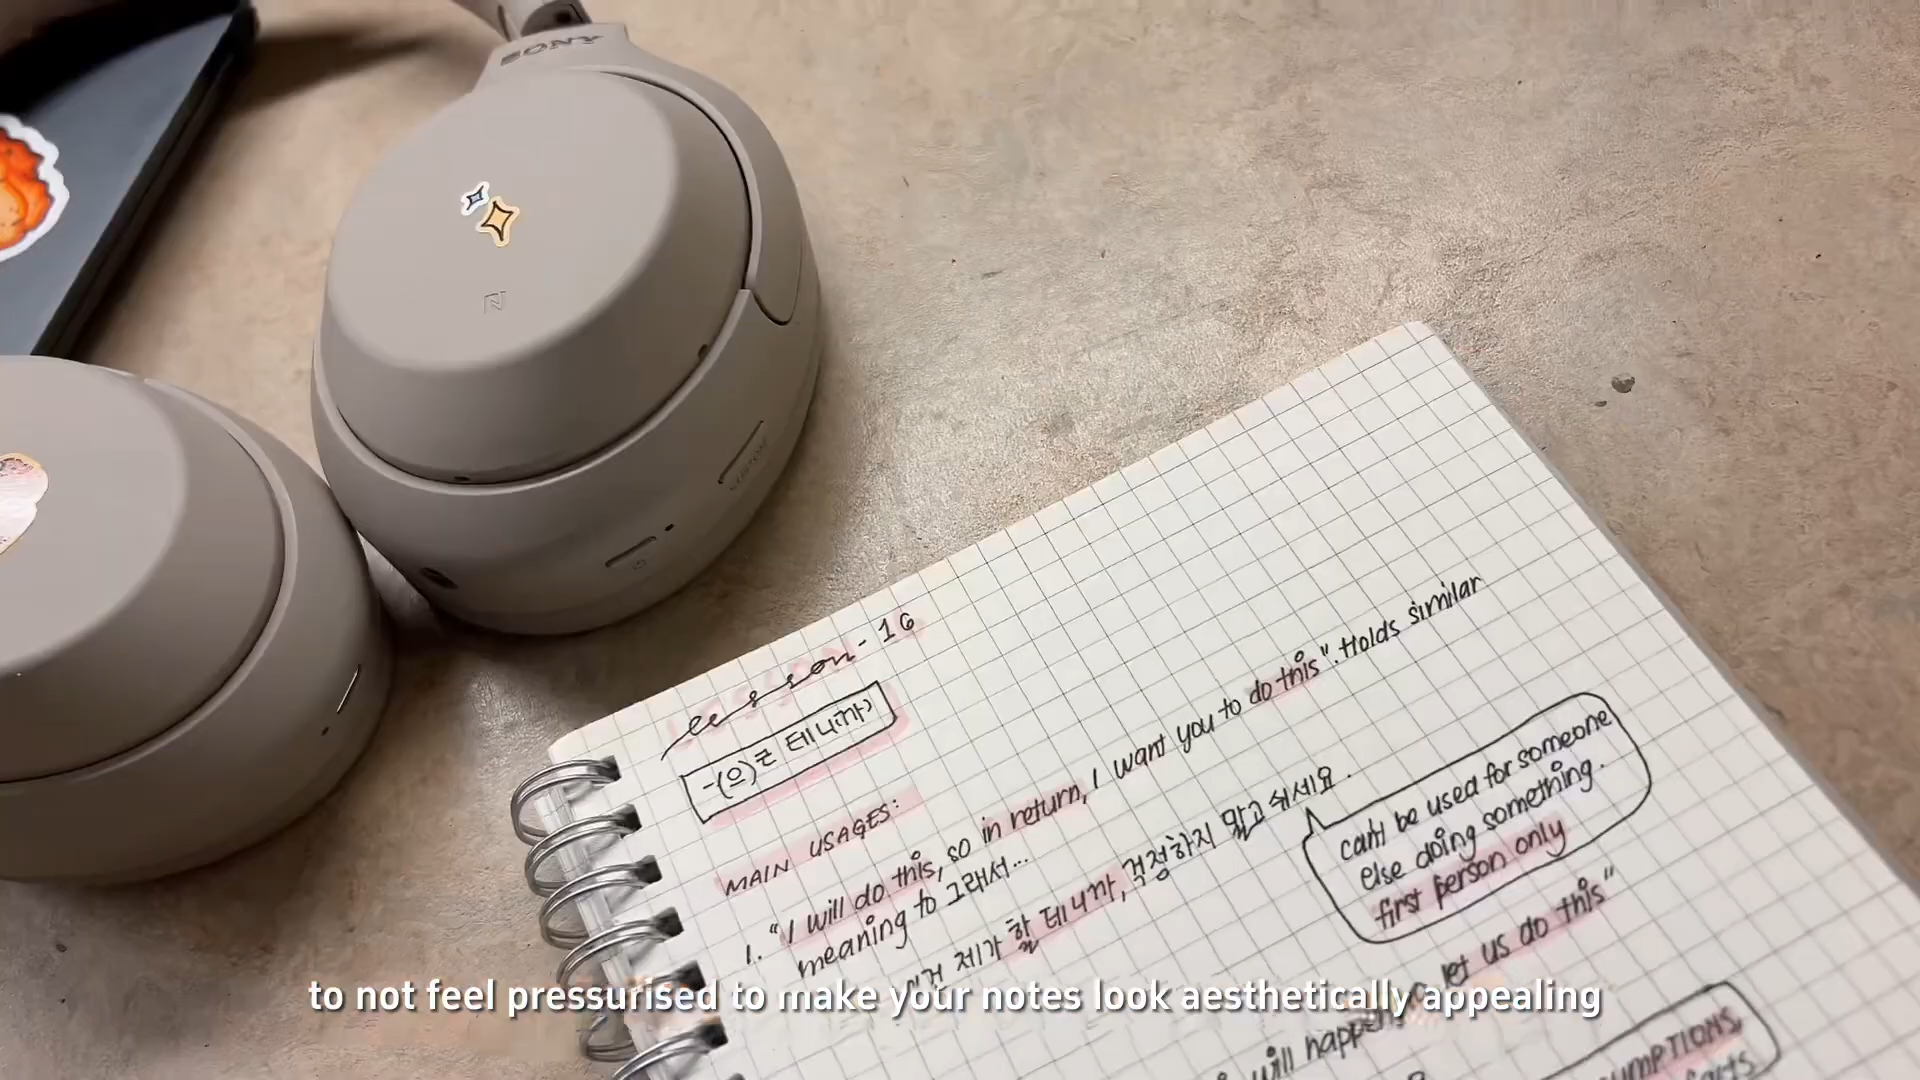 SONY
CUSTOM
Lesson - 16
-(으)ㄹ 테니(까)
MAIN USAGES:
1. "I will do this, so in return, I want you to do this". Holds similar
meaning to 그래서...
이건 제가 할 테니까, 걱정하지 말고 쉬세요.
can't be used for someone
else doing something.
first person only
will happen, let us do this"
to not feel pressurised to make your notes look aesthetically appealing